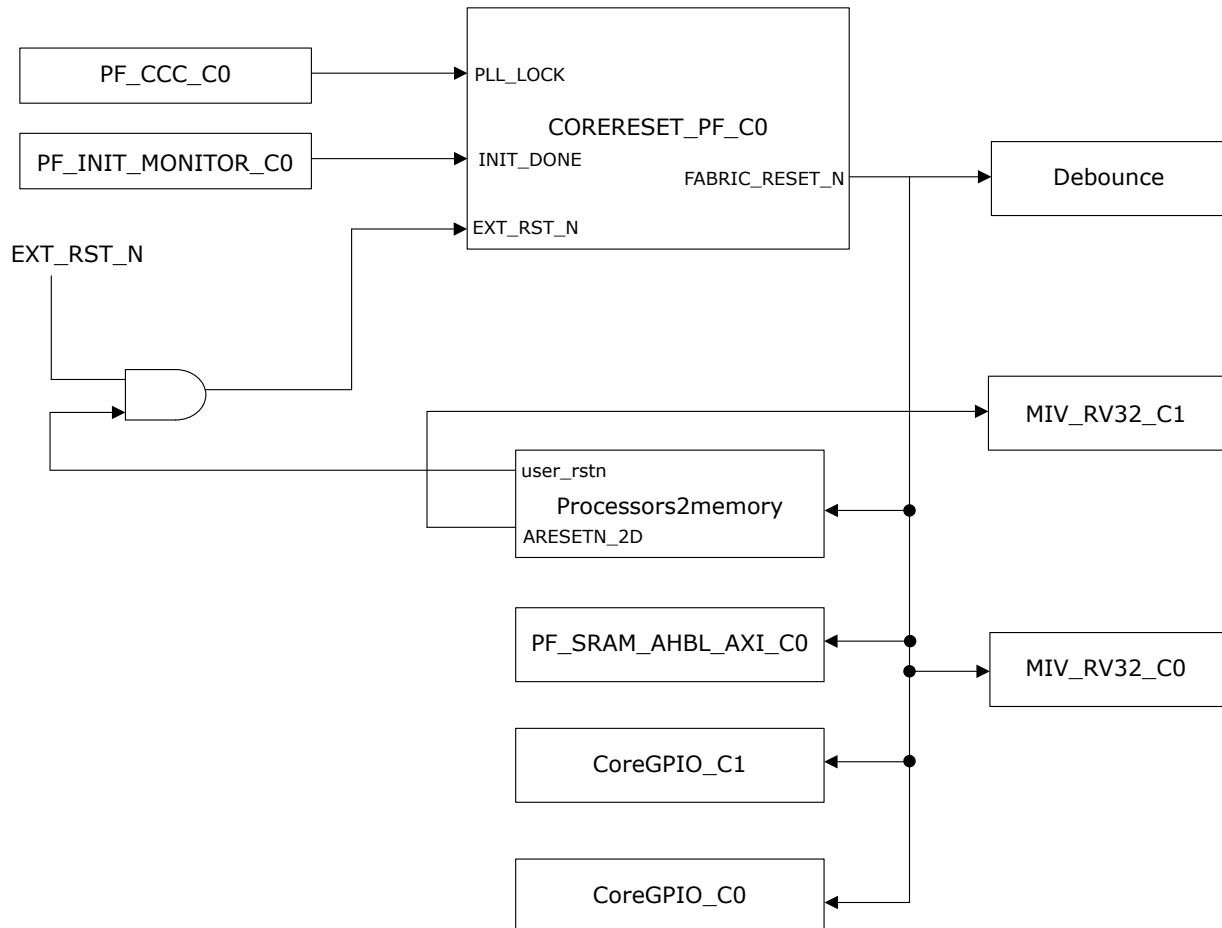 PF_CCC_C0
PLL_LOCK
CORERESET_PF_C0
PF_INIT_MONITOR_C0
INIT_DONE
FABRIC_RESET_N
Debounce
EXT_RST_N
EXT_RST_N
MIV_RV32_C1
user_rstn
Processors2memory
ARESETN_2D
PF_SRAM_AHBL_AXI_C0
MIV_RV32_C0
CoreGPIO_C1
CoreGPIO_C0